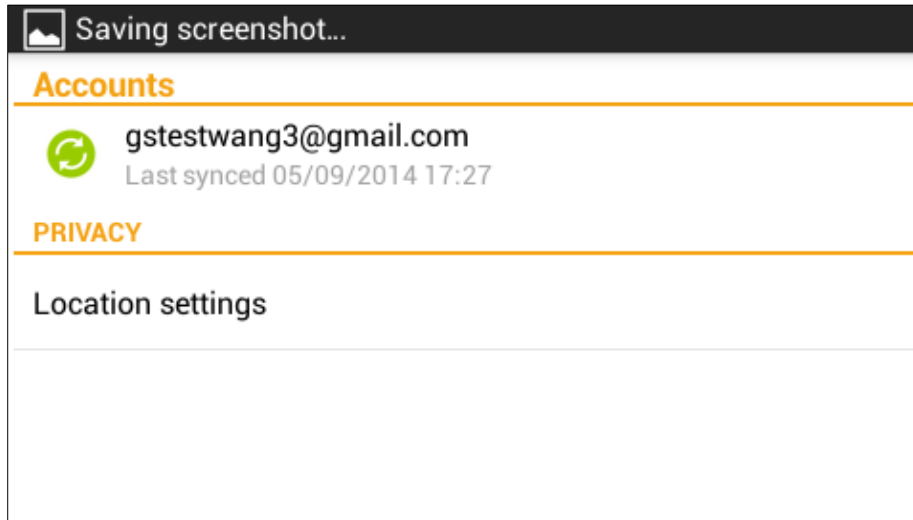 Saving screenshot...
Accounts
gstestwang3@gmail.com
Last synced 05/09/2014 17:27
PRIVACY
Location settings